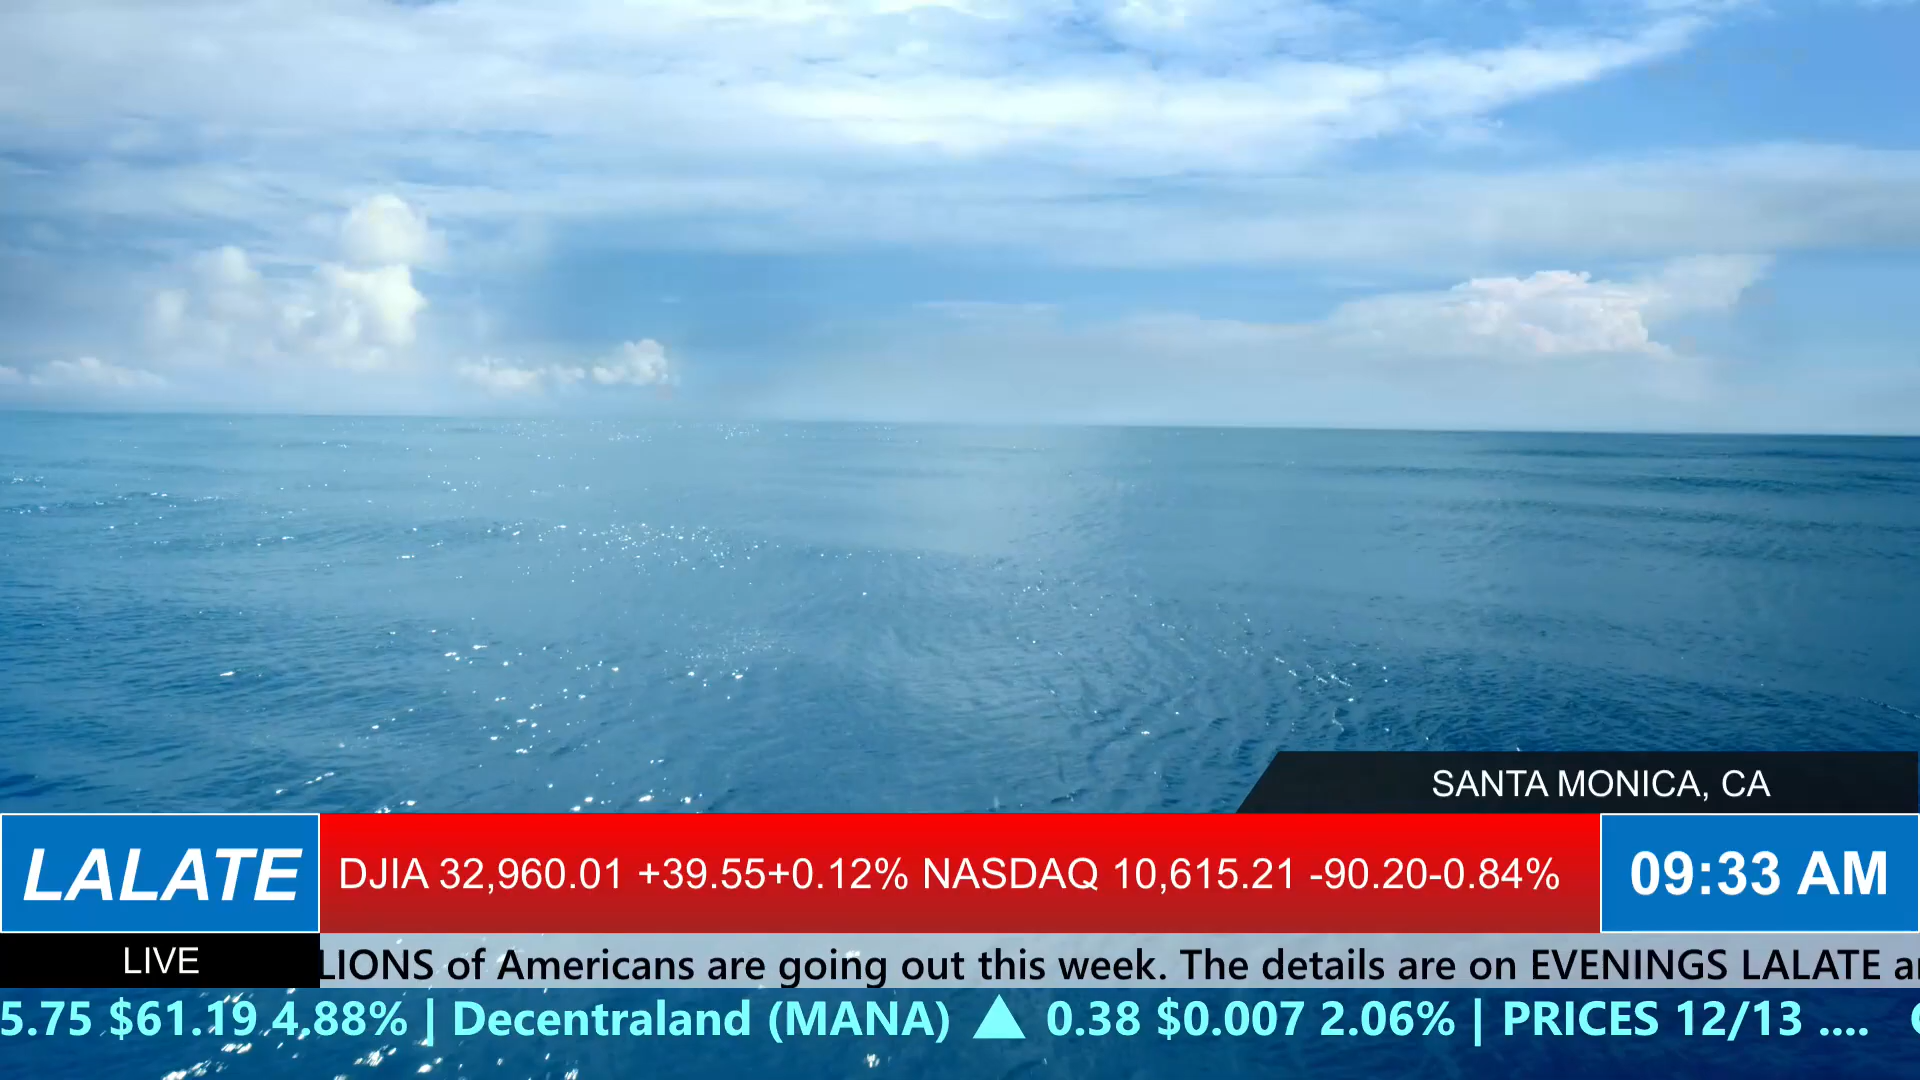 SANTA MONICA, CA
LALATE
DJIA 32,960.01 +39.55+0.12% NASDAQ 10,615.21 -90.20-0.84%
09:33 AM
LIVE
LIONS of Americans are going out this week. The details are on EVENINGS LALATE
5.75 $61.19 4.88% | Decentraland (MANA) ▲ 0.38 $0.007 2.06% | PRICES 12/13 ....